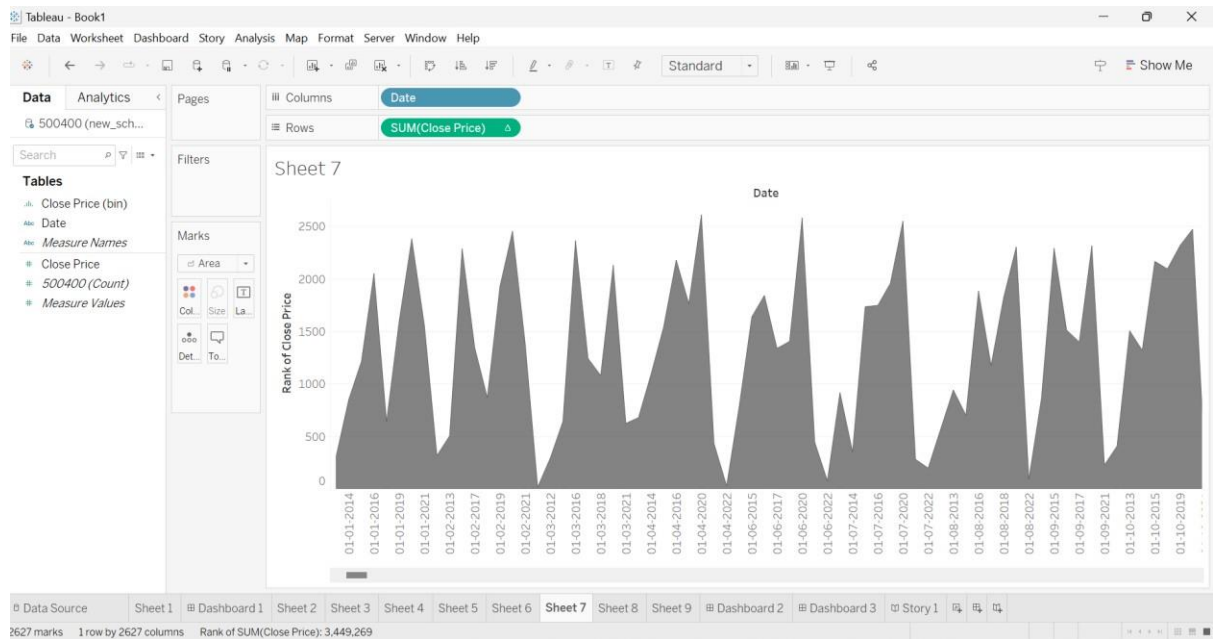 Tableau - Book1
File Data Worksheet Dashboard Story Analysis Map Format Server Window Help
Standard
Show Me
Data Analytics
Pages
Columns
Date
500400 (new_sch...
Rows
SUM(Close Price)
Search
Filters
Sheet 7
Tables
Close Price (bin)
Abc Date
Abc Measure Names
# Close Price
# 500400 (Count)
# Measure Values
Marks
Area
Col... Size La...
Det... To...
Date
Rank of Close Price
2500
2000
1500
1000
500
0
01-01-2014
01-01-2016
01-01-2019
01-01-2021
01-02-2013
01-02-2017
01-02-2019
01-02-2021
01-03-2012
01-03-2016
01-03-2018
01-03-2021
01-04-2014
01-04-2016
01-04-2020
01-04-2022
01-06-2015
01-06-2017
01-06-2020
01-06-2022
01-07-2014
01-07-2016
01-07-2020
01-07-2022
01-08-2013
01-08-2016
01-08-2018
01-08-2022
01-09-2015
01-09-2017
01-09-2021
01-10-2013
01-10-2015
01-10-2019
Data Source Sheet 1 Dashboard 1 Sheet 2 Sheet 3 Sheet 4 Sheet 5 Sheet 6 Sheet 7 Sheet 8 Sheet 9 Dashboard 2 Dashboard 3 Story 1
2627 marks 1 row by 2627 columns Rank of SUM(Close Price): 3,449,269